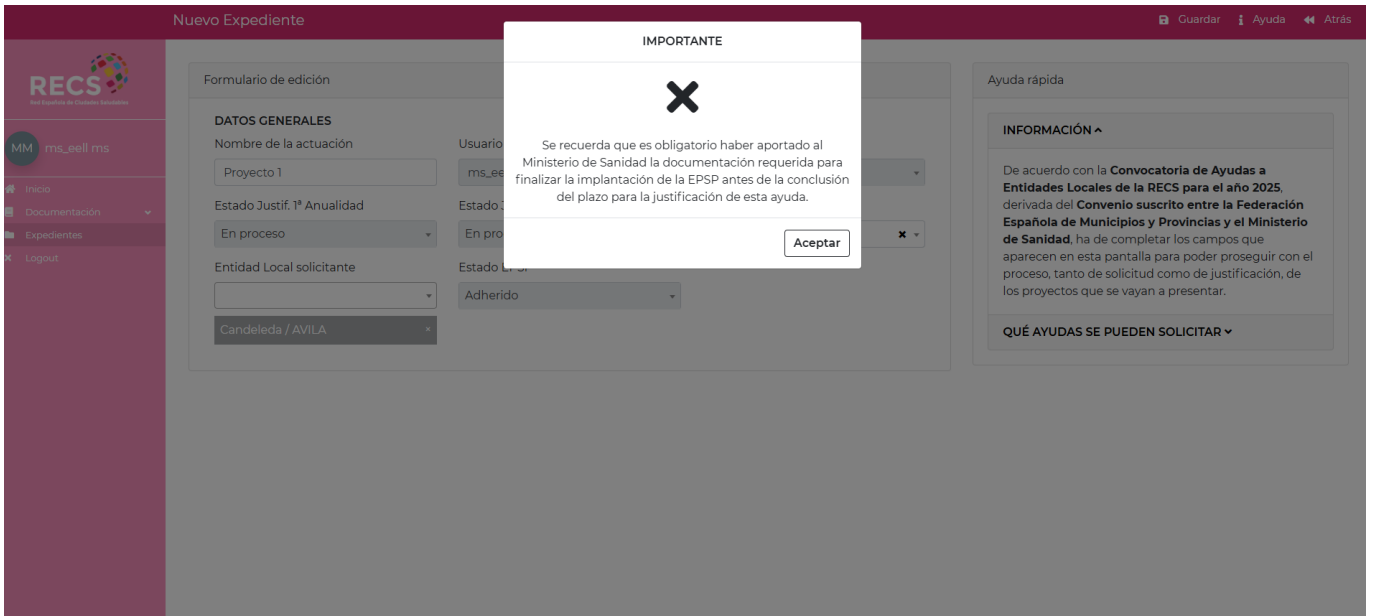 Nuevo Expediente
Guardar
Ayuda
Atrás
RECS
Red Española de Ciudades Saludables
MM
ms_eell ms
Inicio
Documentación
Expedientes
Logout
Formulario de edición
DATOS GENERALES
Nombre de la actuación
Usuario
Proyecto 1
ms_ee
Estado Justif. 1ª Anualidad
Estado
En proceso
En pro
Entidad Local solicitante
Estado
Adherido
Candeleda / AVILA
IMPORTANTE
Se recuerda que es obligatorio haber aportado al
Ministerio de Sanidad la documentación requerida para
finalizar la implantación de la EPSP antes de la conclusión
del plazo para la justificación de esta ayuda.
Aceptar
Ayuda rápida
INFORMACIÓN
De acuerdo con la Convocatoria de Ayudas a
Entidades Locales de la RECS para el año 2025,
derivada del Convenio suscrito entre la Federación
Española de Municipios y Provincias y el Ministerio
de Sanidad, ha de completar los campos que
aparecen en esta pantalla para poder proseguir con el
proceso, tanto de solicitud como de justificación, de
los proyectos que se vayan a presentar.
QUÉ AYUDAS SE PUEDEN SOLICITAR